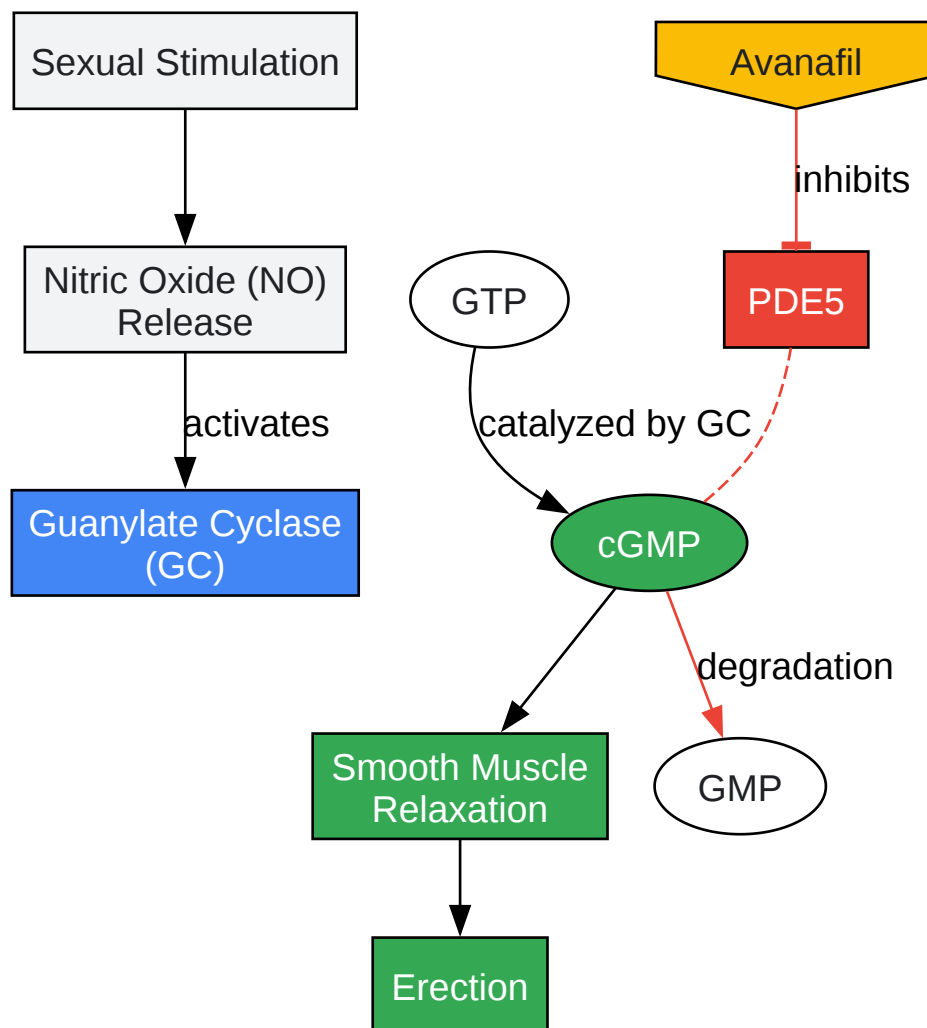 Sexual Stimulation
Avanafil
inhibits
Nitric Oxide (NO)
Release
GTP
PDE5
activates
catalyzed by GC
Guanylate Cyclase
(GC)
cGMP
degradation
Smooth Muscle
Relaxation
GMP
Erection